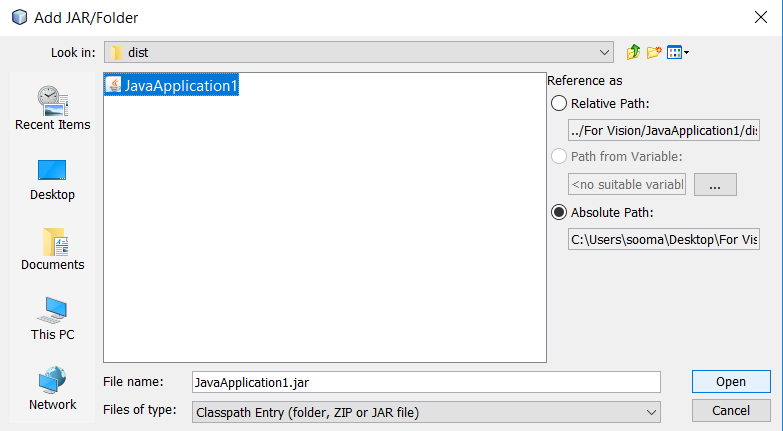 Add JAR/Folder
Look in: dist
Recent Items
Desktop
Documents
This PC
Network
JavaApplication1
Reference as
Relative Path:
../For Vision/JavaApplication1/dis
Path from Variable:
<no suitable variabl
...
Absolute Path:
C:\Users\sooma\Desktop\For Vis
File name: JavaApplication1.jar
Open
Files of type: Classpath Entry (folder, ZIP or JAR file)
Cancel